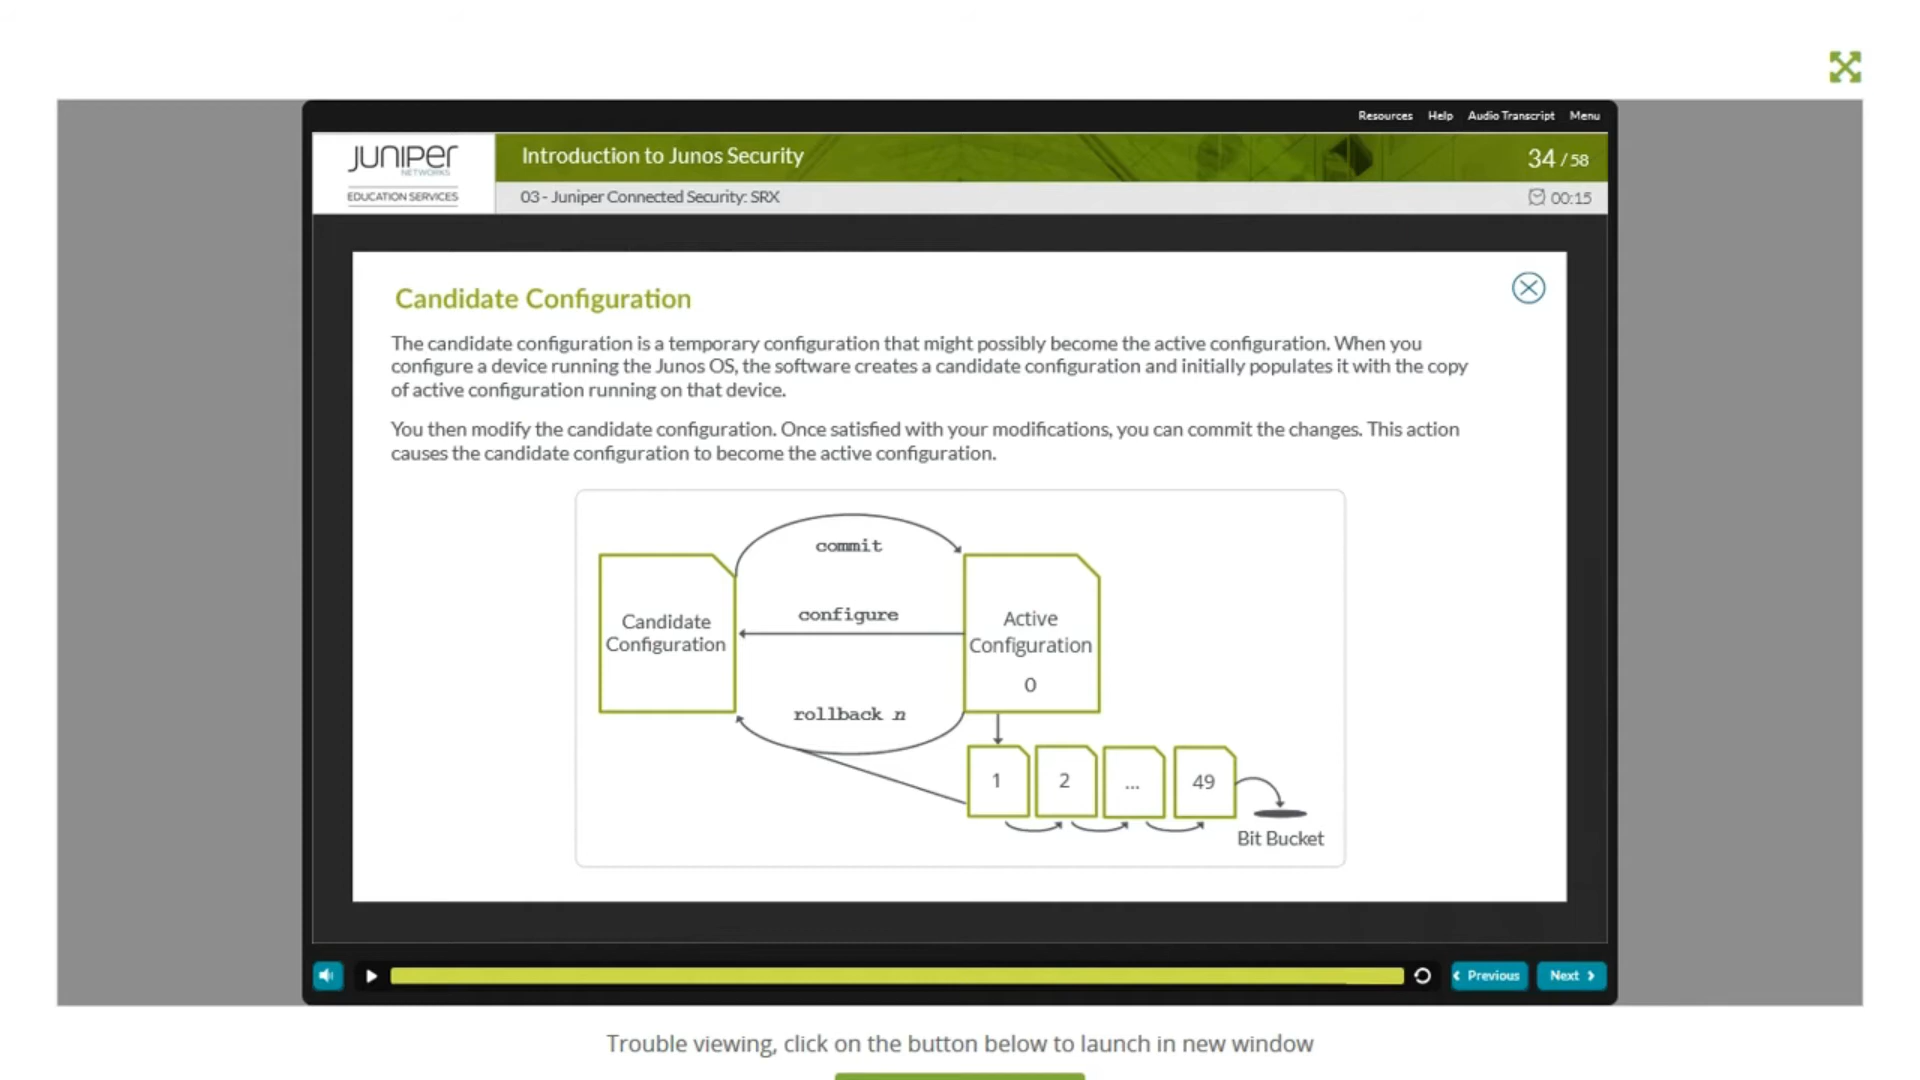 Resources Help Audio Transcript Menu
JUNIPER
NETWORKS
EDUCATION SERVICES
Introduction to Junos Security
34 / 58
03 - Juniper Connected Security: SRX
00:15
Candidate Configuration
The candidate configuration is a temporary configuration that might possibly become the active configuration. When you
configure a device running the Junos OS, the software creates a candidate configuration and initially populates it with the copy
of active configuration running on that device.
You then modify the candidate configuration. Once satisfied with your modifications, you can commit the changes. This action
causes the candidate configuration to become the active configuration.
commit
Candidate
Configuration
configure
Active
Configuration
0
rollback n
1 2 ... 49
Bit Bucket
Previous
Next
Trouble viewing, click on the button below to launch in new window